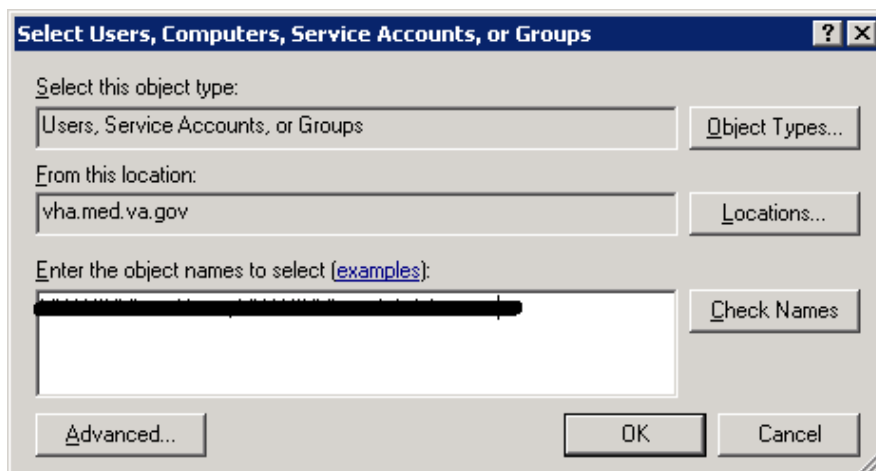 Select Users, Computers, Service Accounts, or Groups
Select this object type:
Users, Service Accounts, or Groups
Object Types...
From this location:
vha.med.va.gov
Locations...
Enter the object names to select (examples):
Check Names
Advanced...
OK
Cancel